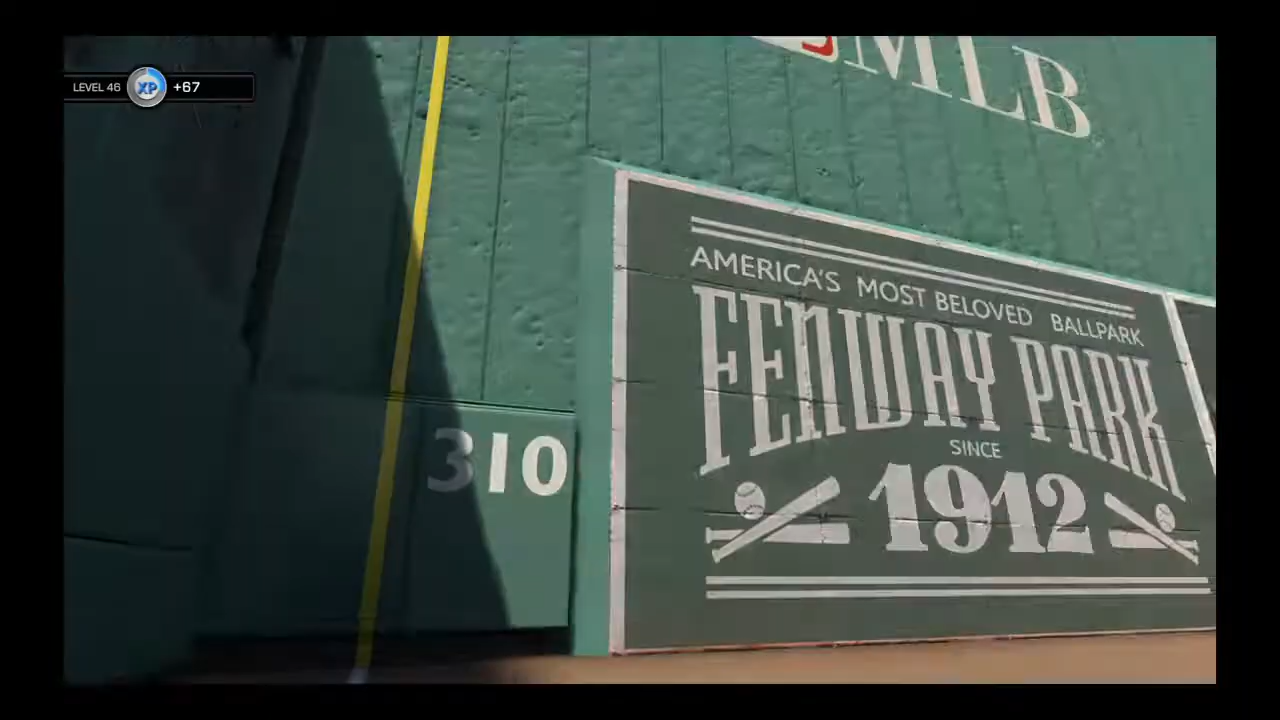 LEVEL 46 XP +67
MLB
AMERICA'S MOST BELOVED BALLPARK
FENWAY PARK
SINCE
1912
310